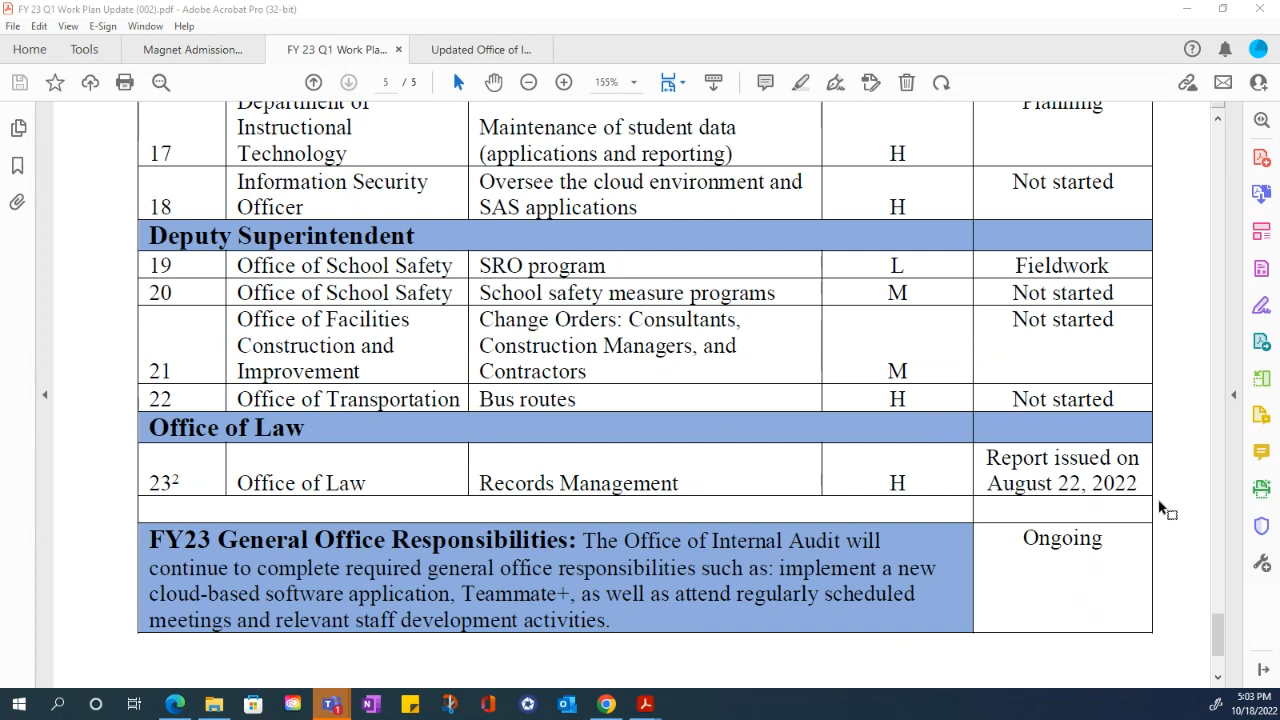 FY 23 Q1 Work Plan Update (002).pdf - Adobe Acrobat Pro (32-bit)
File Edit View E-Sign Window Help
Home Tools Magnet Admission... FY 23 Q1 Work Plan... × Updated Office of I...
5 / 5 155%
Department of Planning
Instructional Maintenance of student data
17 Technology (applications and reporting) H
Information Security Oversee the cloud environment and Not started
18 Officer SAS applications H
Deputy Superintendent
19 Office of School Safety SRO program L Fieldwork
20 Office of School Safety School safety measure programs M Not started
Office of Facilities Change Orders: Consultants, Not started
Construction and Construction Managers, and
21 Improvement Contractors M
22 Office of Transportation Bus routes H Not started
Office of Law
Report issued on
23² Office of Law Records Management H August 22, 2022
FY23 General Office Responsibilities: The Office of Internal Audit will Ongoing
continue to complete required general office responsibilities such as: implement a new
cloud-based software application, Teammate+, as well as attend regularly scheduled
meetings and relevant staff development activities.
5:03 PM
10/18/2022